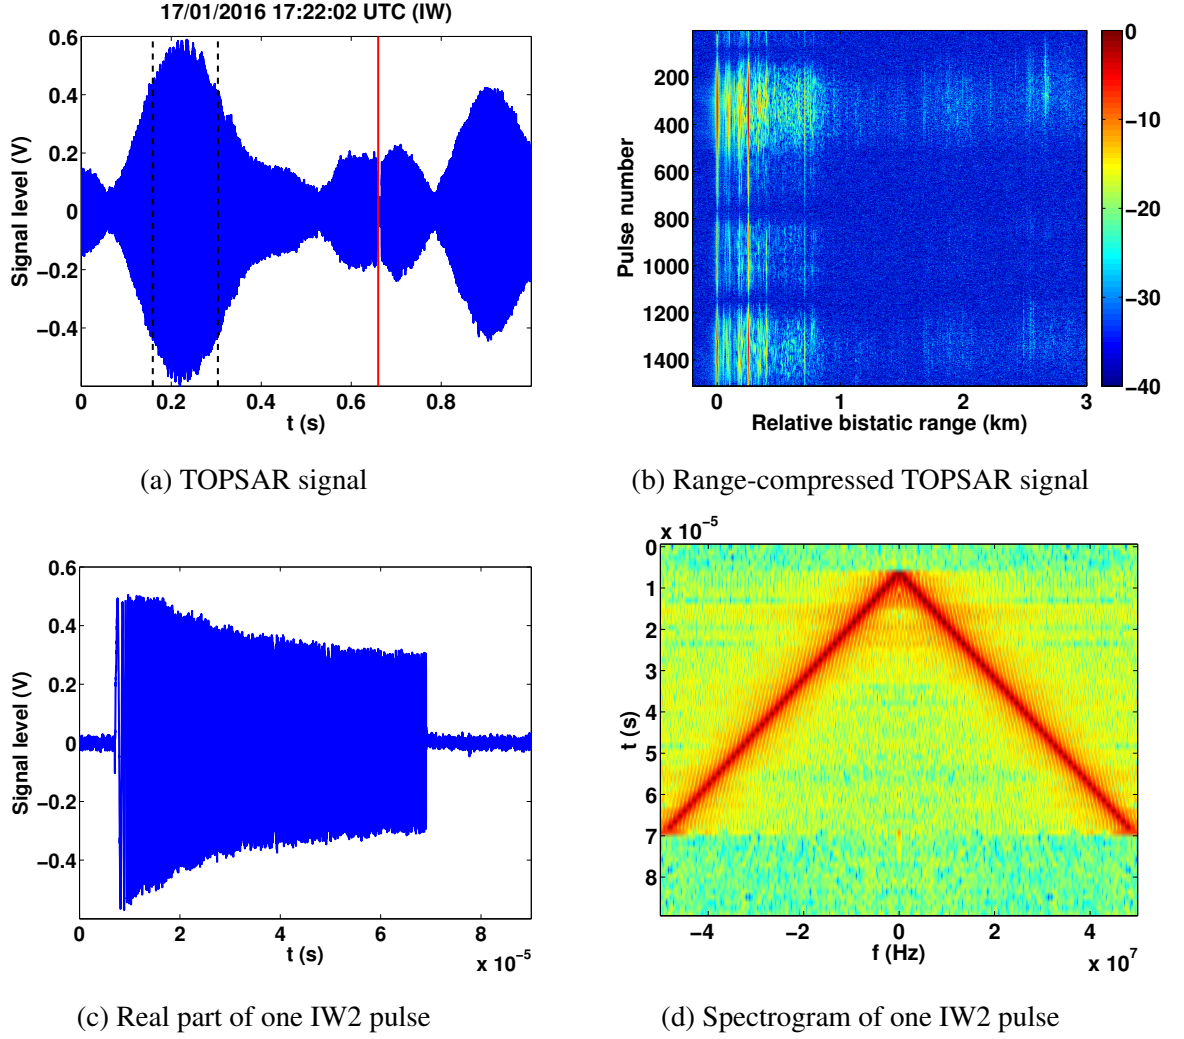 17/01/2016 17:22:02 UTC (IW)
0.6
0.4
0.2
0
−0.2
−0.4
Signal level (V)
0 0.2 0.4 0.6 0.8
t (s)
(a) TOPSAR signal
200
400
600
800
1000
1200
1400
Pulse number
0 1 2 3
Relative bistatic range (km)
0
−10
−20
−30
−40
(b) Range-compressed TOPSAR signal
0.6
0.4
0.2
0
−0.2
−0.4
Signal level (V)
0 2 4 6 8
t (s)
x 10⁻⁵
(c) Real part of one IW2 pulse
x 10⁻⁵
0
1
2
3
4
5
6
7
8
t (s)
−4 −2 0 2 4
f (Hz)
x 10⁷
(d) Spectrogram of one IW2 pulse